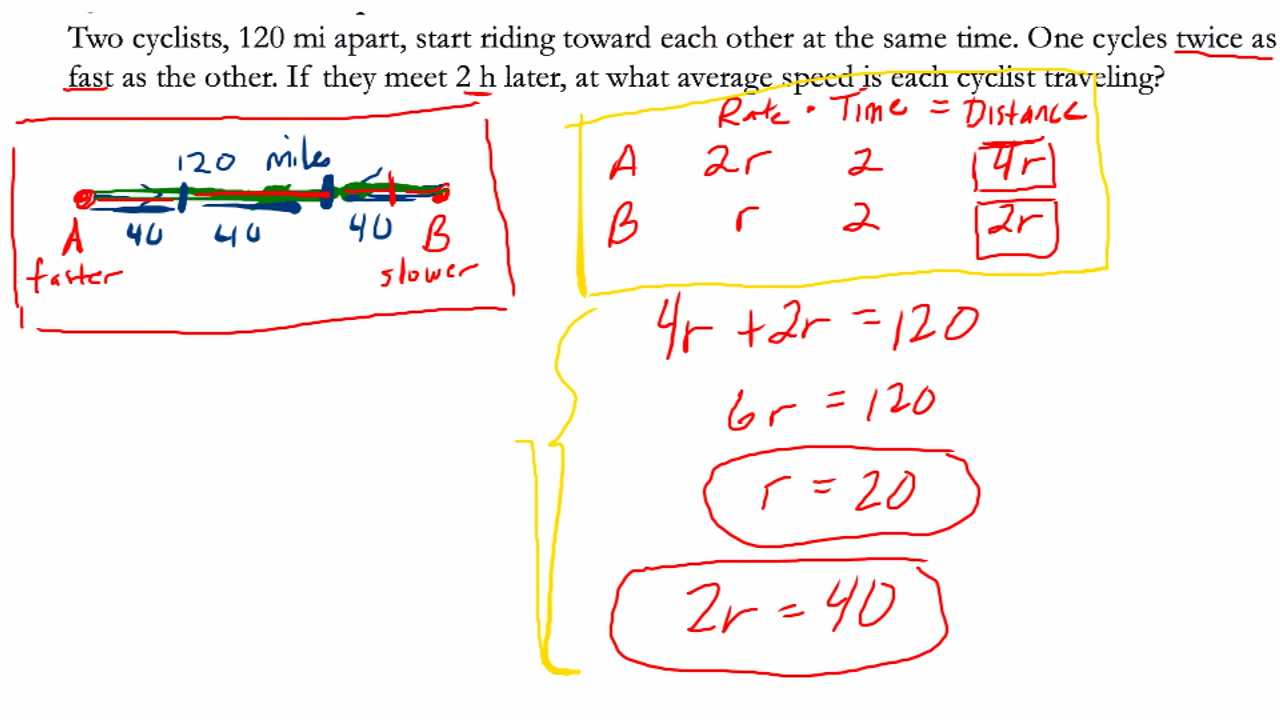 Two cyclists, 120 mi apart, start riding toward each other at the same time. One cycles twice as
fast as the other. If they meet 2 h later, at what average speed is each cyclist traveling?
120 miles
40 40 40
A B
faster slower
Rate · Time = Distance
A 2r 2 4r
B r 2 2r
4r + 2r = 120
6r = 120
r = 20
2r = 40